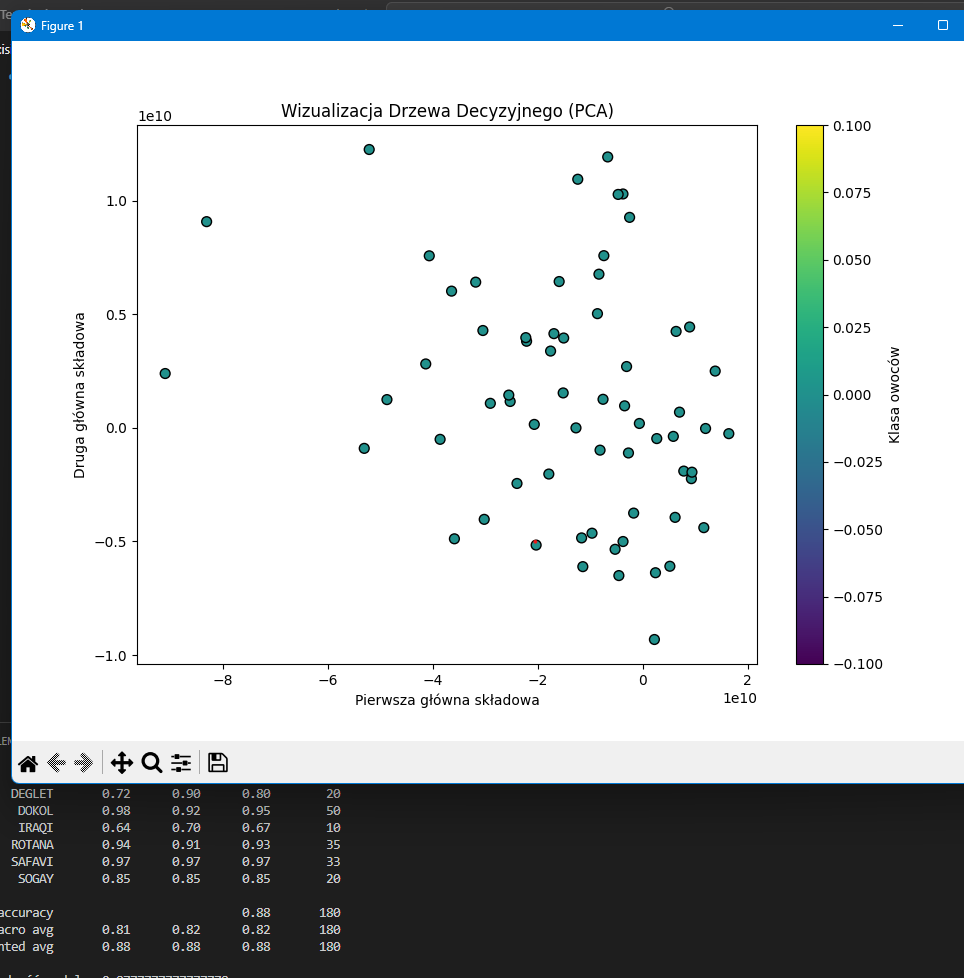 Figure 1
Wizualizacja Drzewa Decyzyjnego (PCA)
1e10
1.0
0.5
0.0
−0.5
−1.0
Druga główna składowa
−8 −6 −4 −2 0 2
1e10
Pierwsza główna składowa
0.100
0.075
0.050
0.025
0.000
−0.025
−0.050
−0.075
−0.100
Klasa owoców
DEGLET 0.72 0.90 0.80 20
DOKOL 0.98 0.92 0.95 50
IRAQI 0.64 0.70 0.67 10
ROTANA 0.94 0.91 0.93 35
SAFAVI 0.97 0.97 0.97 33
SOGAY 0.85 0.85 0.85 20
accuracy 0.88 180
acro avg 0.81 0.82 0.82 180
hted avg 0.88 0.88 0.88 180